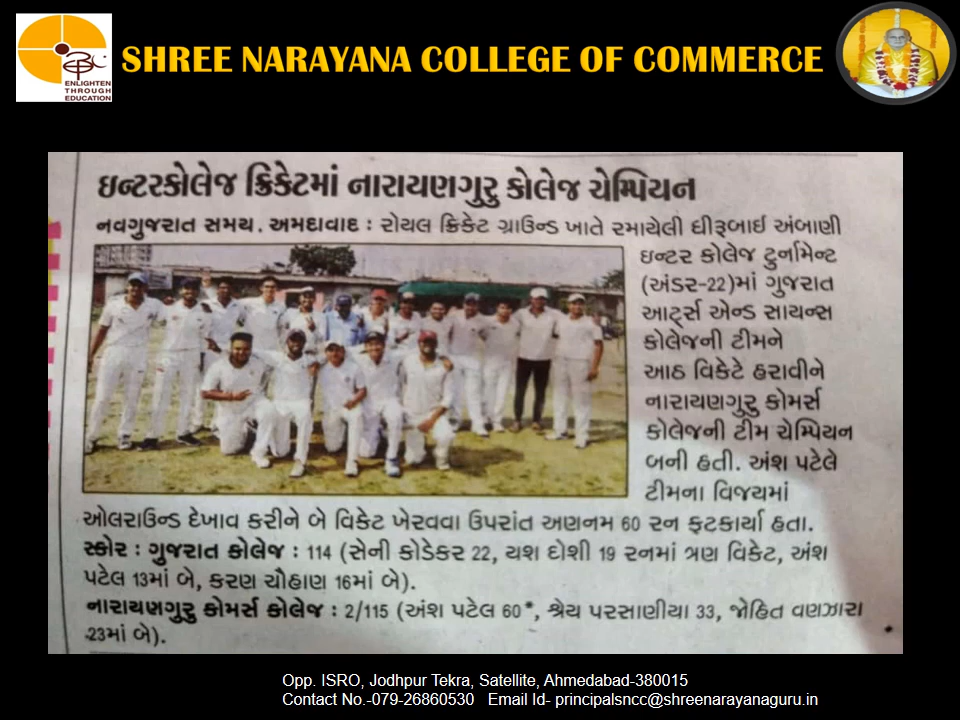 ENLIGHTEN
THROUGH
EDUCATION
SHREE NARAYANA COLLEGE OF COMMERCE
ઇન્ટરકોલેજ ક્રિકેટમાં નારાયણગુરુ કોલેજ ચેમ્પિયન
નવગુજરાત સમય. અમદાવાદ : રોયલ ક્રિકેટ ગ્રાઉન્ડ ખાતે રમાયેલી ધીરૂબાઈ અંબાણી
ઇન્ટર કોલેજ ટુર્નામેન્ટ
(અંડર-22)માં ગુજરાત
આર્ટ્સ એન્ડ સાયન્સ
કોલેજની ટીમને
આઠ વિકેટે હરાવીને
નારાયણગુરુ કોમર્સ
કોલેજની ટીમ ચેમ્પિયન
બની હતી. અંશ પટેલે
ટીમના વિજયમાં
ઓલરાઉન્ડ દેખાવ કરીને બે વિકેટ ખેરવવા ઉપરાંત અણનમ 60 રન ફટકાર્યા હતા.
સ્કોર : ગુજરાત કોલેજ : 114 (સેની કોડેકર 22, યશ દોશી 19 રનમાં ત્રણ વિકેટ, અંશ
પટેલ 13માં બે, કરણ ચૌહાણ 16માં બે).
નારાયણગુરુ કોમર્સ કોલેજ : 2/115 (અંશ પટેલ 60*, શ્રેય પરસાણીયા 33, જોહિત વણઝારા
23માં બે).
Opp. ISRO, Jodhpur Tekra, Satellite, Ahmedabad-380015
Contact No.-079-26860530 Email Id- principalsncc@shreenarayanaguru.in